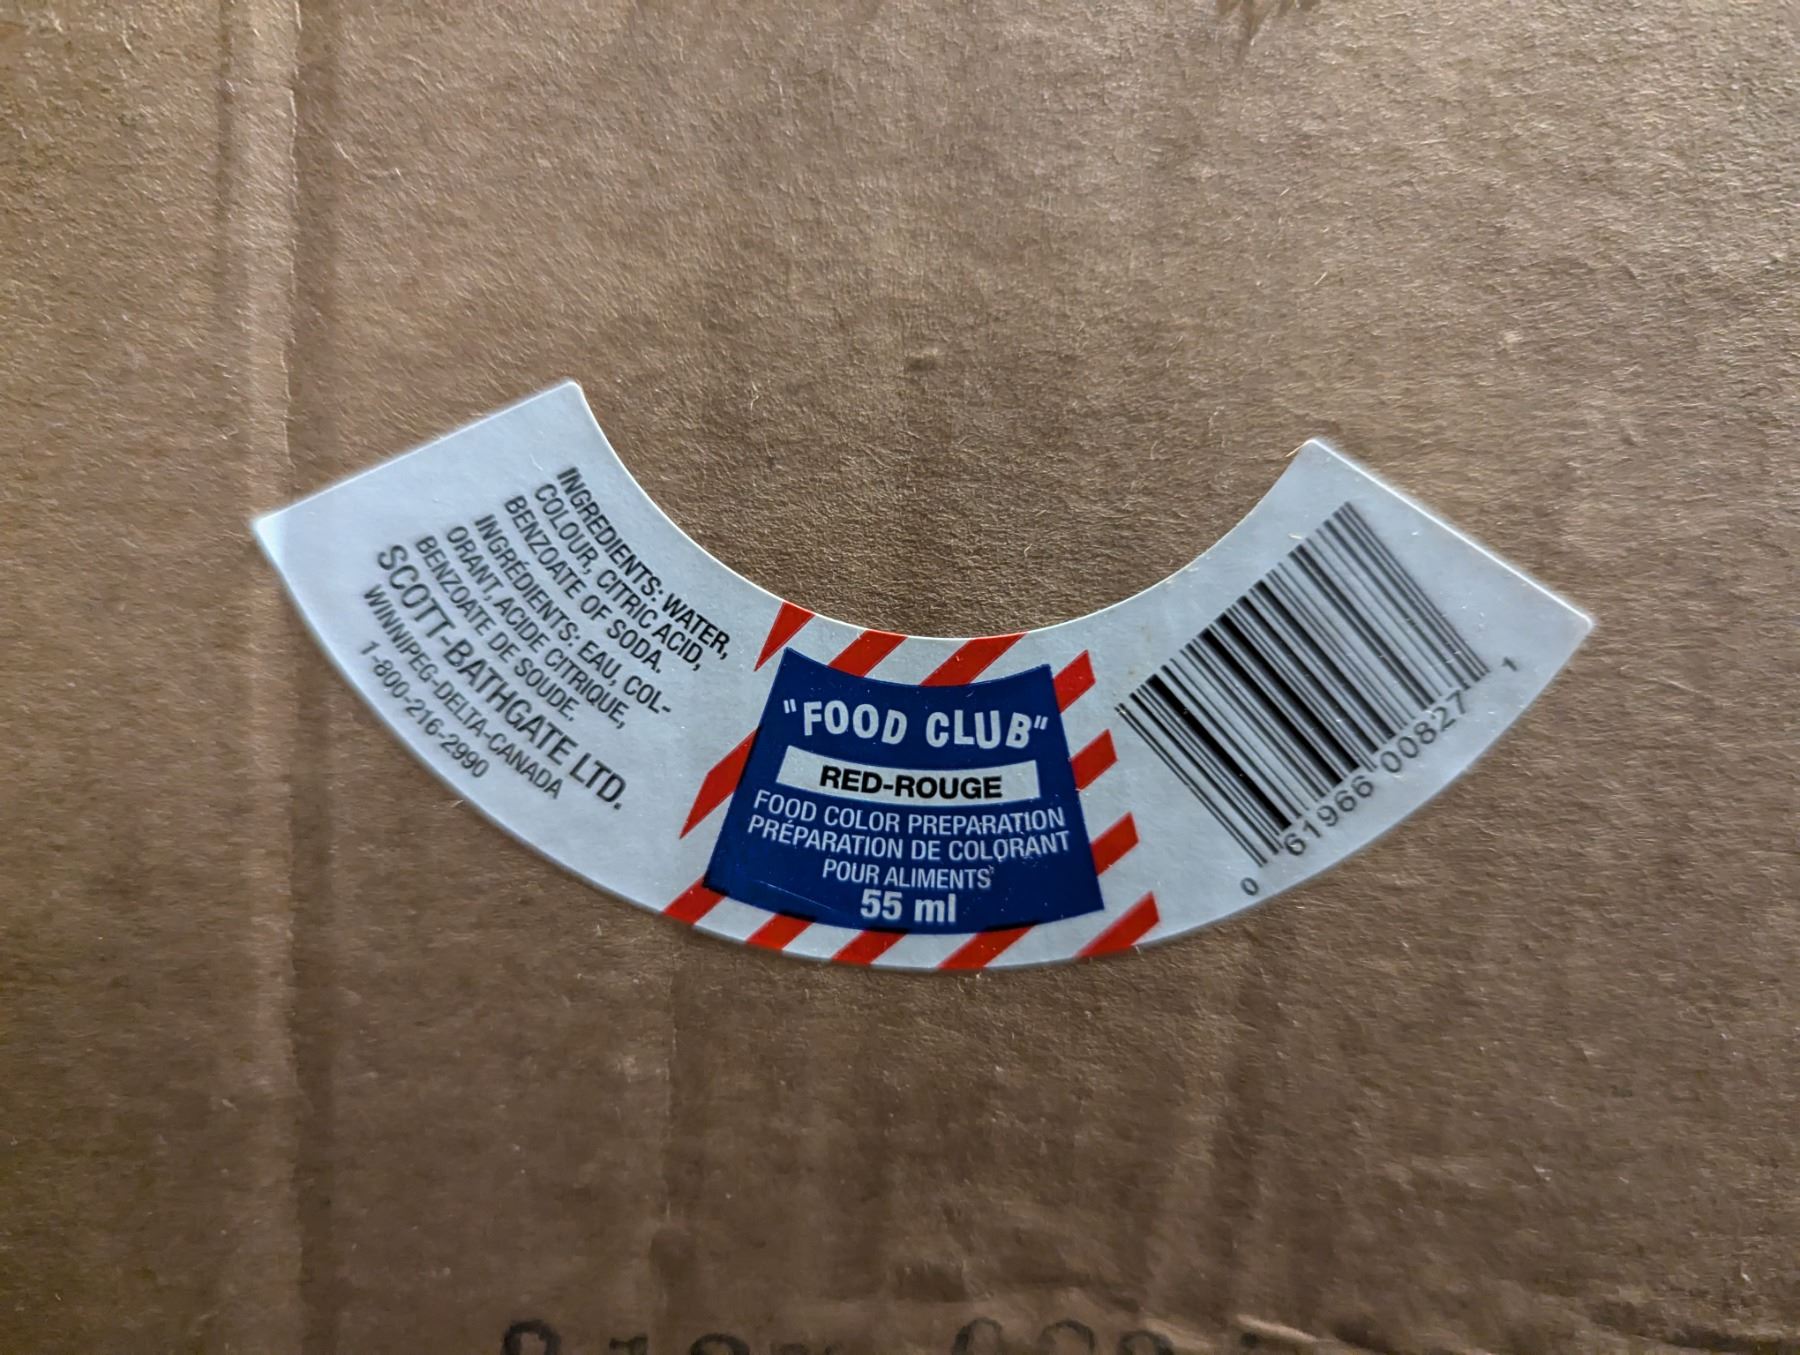 INGREDIENTS: WATER,
COLOUR, CITRIC ACID,
BENZOATE OF SODA.
INGRÉDIENTS: EAU, COL-
ORANT, ACIDE CITRIQUE,
BENZOATE DE SOUDE.
SCOTT-BATHGATE LTD.
WINNIPEG-DELTA-CANADA
1-800-216-2990
"FOOD CLUB"
RED-ROUGE
FOOD COLOR PREPARATION
PRÉPARATION DE COLORANT
POUR ALIMENTS
55 ml
0 61966 00827 1